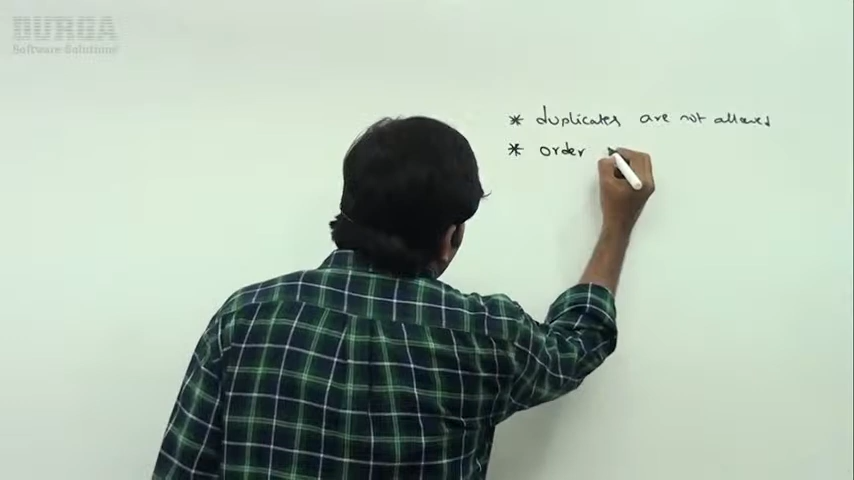 DURGA
Software Solutions
* duplicates are not allowed
* order